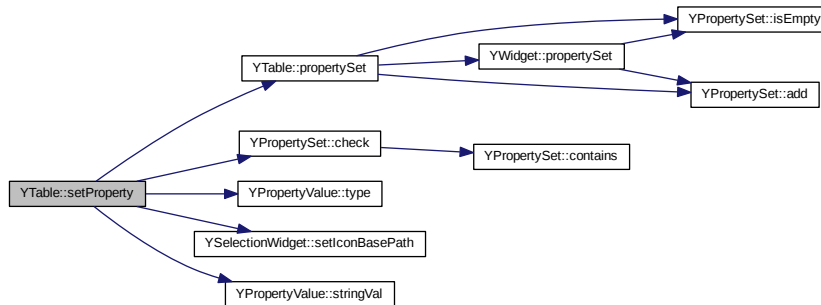 YTable::setProperty
YTable::propertySet
YPropertySet::check
YPropertyValue::type
YSelectionWidget::setIconBasePath
YPropertyValue::stringVal
YWidget::propertySet
YPropertySet::contains
YPropertySet::isEmpty
YPropertySet::add